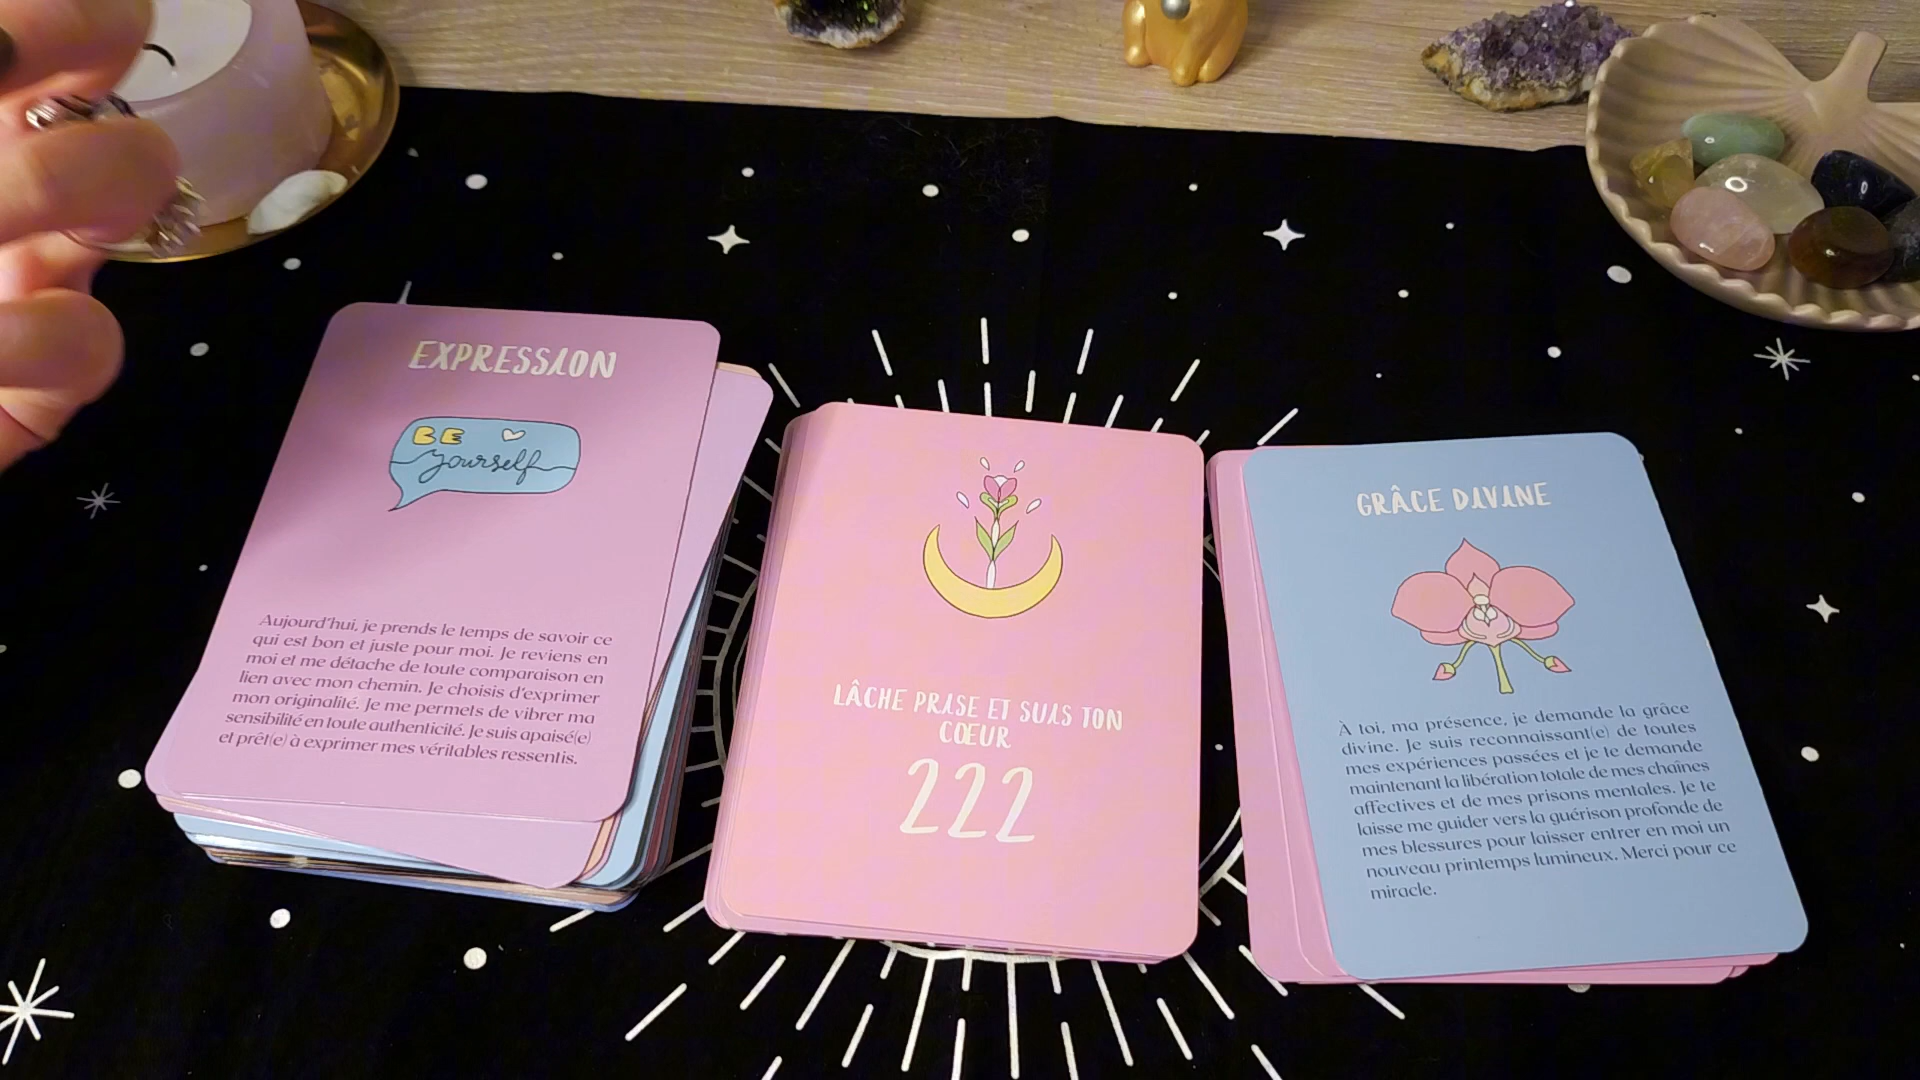 EXPRESSION
BE
yourself
Aujourd'hui, je prends le temps de savoir ce
qui est bon et juste pour moi. Je reviens en
moi et me détache de toute comparaison en
lien avec mon chemin. Je choisis d'exprimer
mon originalité. Je me permets de vibrer ma
sensibilité en toute authenticité. Je suis apaisé(e)
et prêt(e) à exprimer mes véritables ressentis.
LÂCHE PRISE ET SUIS TON
CŒUR
222
GRÂCE DIVINE
À toi, ma présence, je demande la grâce
divine. Je suis reconnaissant(e) de toutes
mes expériences passées et je te demande
maintenant la libération totale de mes chaînes
affectives et de mes prisons mentales. Je te
laisse me guider vers la guérison profonde de
mes blessures pour laisser entrer en moi un
nouveau printemps lumineux. Merci pour ce
miracle.